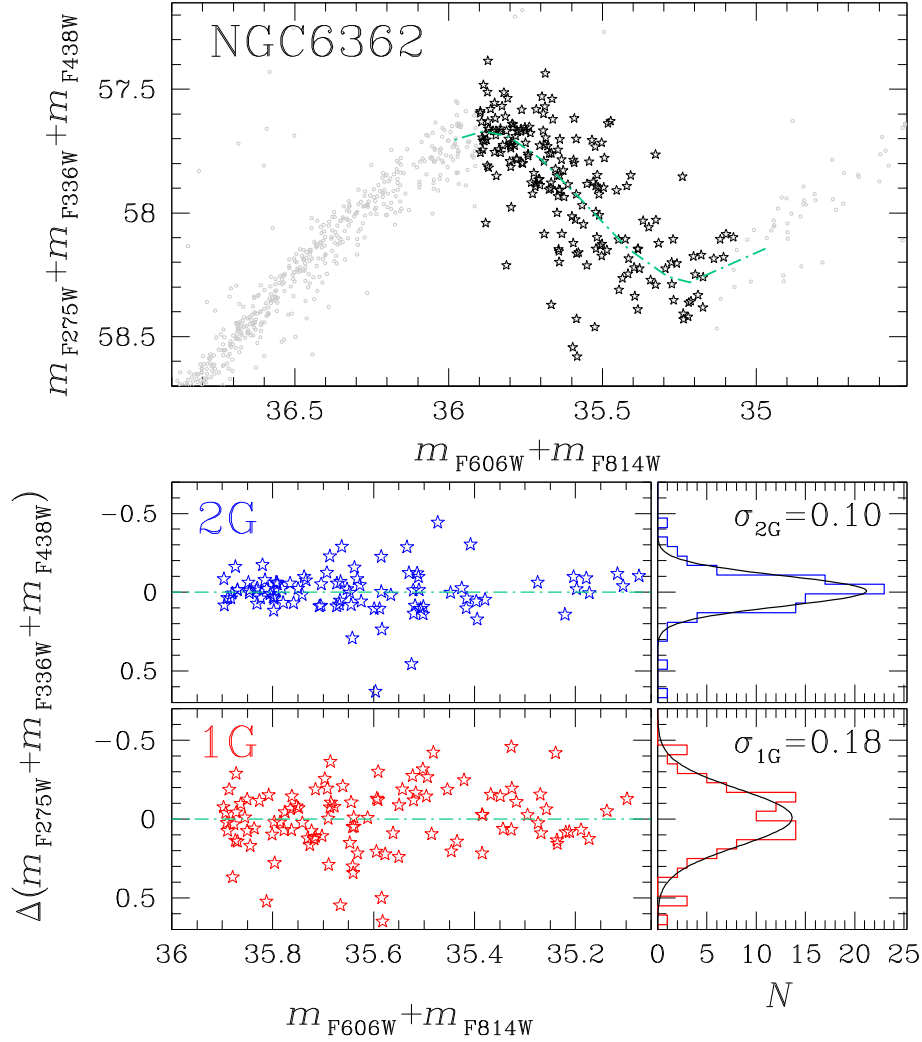 NGC6362
m_F275W+m_F336W+m_F438W
57.5
58
58.5
36.5
36
35.5
35
m_F606W+m_F814W
Δ(m_F275W+m_F336W+m_F438W)
2G
−0.5
0
0.5
σ_2G=0.10
1G
−0.5
0
0.5
σ_1G=0.18
36
35.8
35.6
35.4
35.2
0
5
10
15
20
25
m_F606W+m_F814W
N